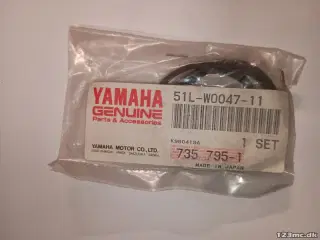 YAMAHA
GENUINE
Parts & Accessories
51L-W0047-11
1 SET
735 795-1
MADE IN JAPAN
YAMAHA MOTOR CO., LTD.
123mc.dk